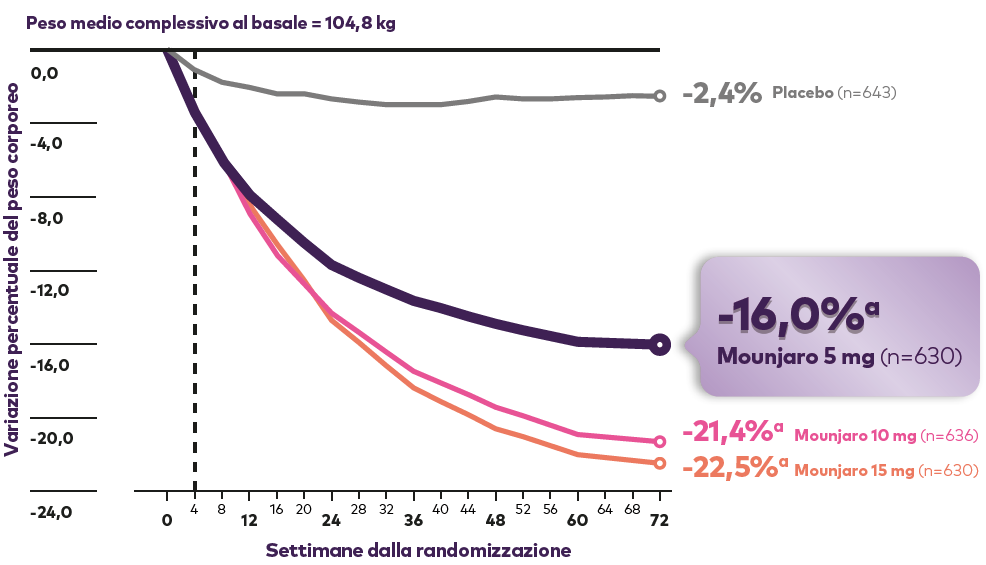 Peso medio complessivo al basale = 104,8 kg
Variazione percentuale del peso corporeo
0,0
-4,0
-8,0
-12,0
-16,0
-20,0
-24,0
-2,4% Placebo (n=643)
-16,0%ª
Mounjaro 5 mg (n=630)
-21,4%ª Mounjaro 10 mg (n=636)
-22,5%ª Mounjaro 15 mg (n=630)
0 4 8 12 16 20 24 28 32 36 40 44 48 52 56 60 64 68 72
Settimane dalla randomizzazione